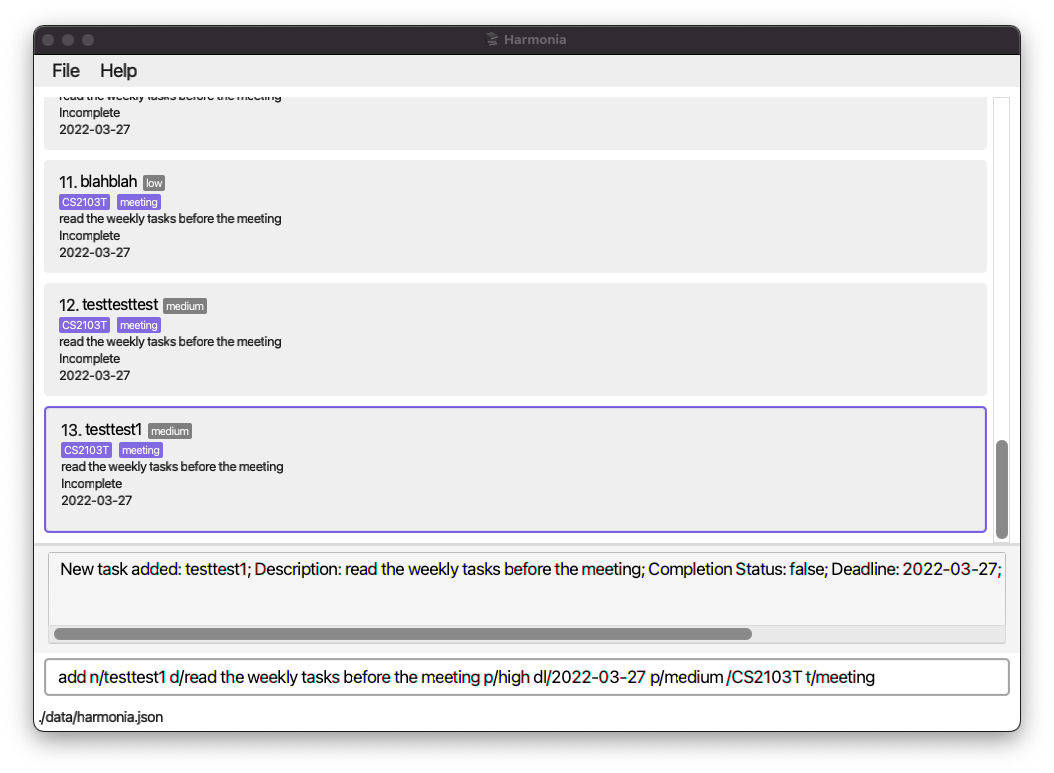 Harmonia
File Help
read the weekly tasks before the meeting
Incomplete
2022-03-27
11. blahblah low
CS2103T meeting
read the weekly tasks before the meeting
Incomplete
2022-03-27
12. testtesttest medium
CS2103T meeting
read the weekly tasks before the meeting
Incomplete
2022-03-27
13. testtest1 medium
CS2103T meeting
read the weekly tasks before the meeting
Incomplete
2022-03-27
New task added: testtest1; Description: read the weekly tasks before the meeting; Completion Status: false; Deadline: 2022-03-27;
add n/testtest1 d/read the weekly tasks before the meeting p/high dl/2022-03-27 p/medium /CS2103T t/meeting
./data/harmonia.json